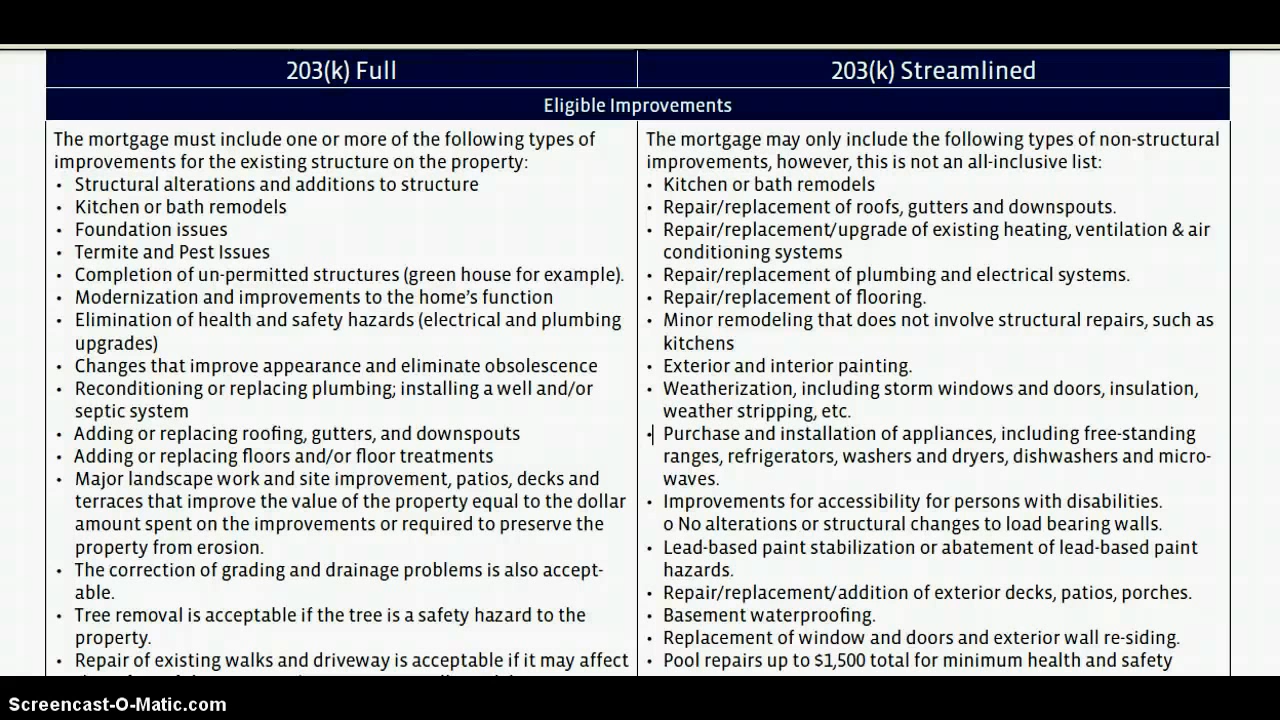 203(k) Full
203(k) Streamlined
Eligible Improvements
The mortgage must include one or more of the following types of
improvements for the existing structure on the property:
• Structural alterations and additions to structure
• Kitchen or bath remodels
• Foundation issues
• Termite and Pest Issues
• Completion of un-permitted structures (green house for example).
• Modernization and improvements to the home's function
• Elimination of health and safety hazards (electrical and plumbing
upgrades)
• Changes that improve appearance and eliminate obsolescence
• Reconditioning or replacing plumbing; installing a well and/or
septic system
• Adding or replacing roofing, gutters, and downspouts
• Adding or replacing floors and/or floor treatments
• Major landscape work and site improvement, patios, decks and
terraces that improve the value of the property equal to the dollar
amount spent on the improvements or required to preserve the
property from erosion.
• The correction of grading and drainage problems is also accept-
able.
• Tree removal is acceptable if the tree is a safety hazard to the
property.
• Repair of existing walks and driveway is acceptable if it may affect
The mortgage may only include the following types of non-structural
improvements, however, this is not an all-inclusive list:
• Kitchen or bath remodels
• Repair/replacement of roofs, gutters and downspouts.
• Repair/replacement/upgrade of existing heating, ventilation & air
conditioning systems
• Repair/replacement of plumbing and electrical systems.
• Repair/replacement of flooring.
• Minor remodeling that does not involve structural repairs, such as
kitchens
• Exterior and interior painting.
• Weatherization, including storm windows and doors, insulation,
weather stripping, etc.
• Purchase and installation of appliances, including free-standing
ranges, refrigerators, washers and dryers, dishwashers and micro-
waves.
• Improvements for accessibility for persons with disabilities.
o No alterations or structural changes to load bearing walls.
• Lead-based paint stabilization or abatement of lead-based paint
hazards.
• Repair/replacement/addition of exterior decks, patios, porches.
• Basement waterproofing.
• Replacement of window and doors and exterior wall re-siding.
• Pool repairs up to $1,500 total for minimum health and safety
Screencast-O-Matic.com